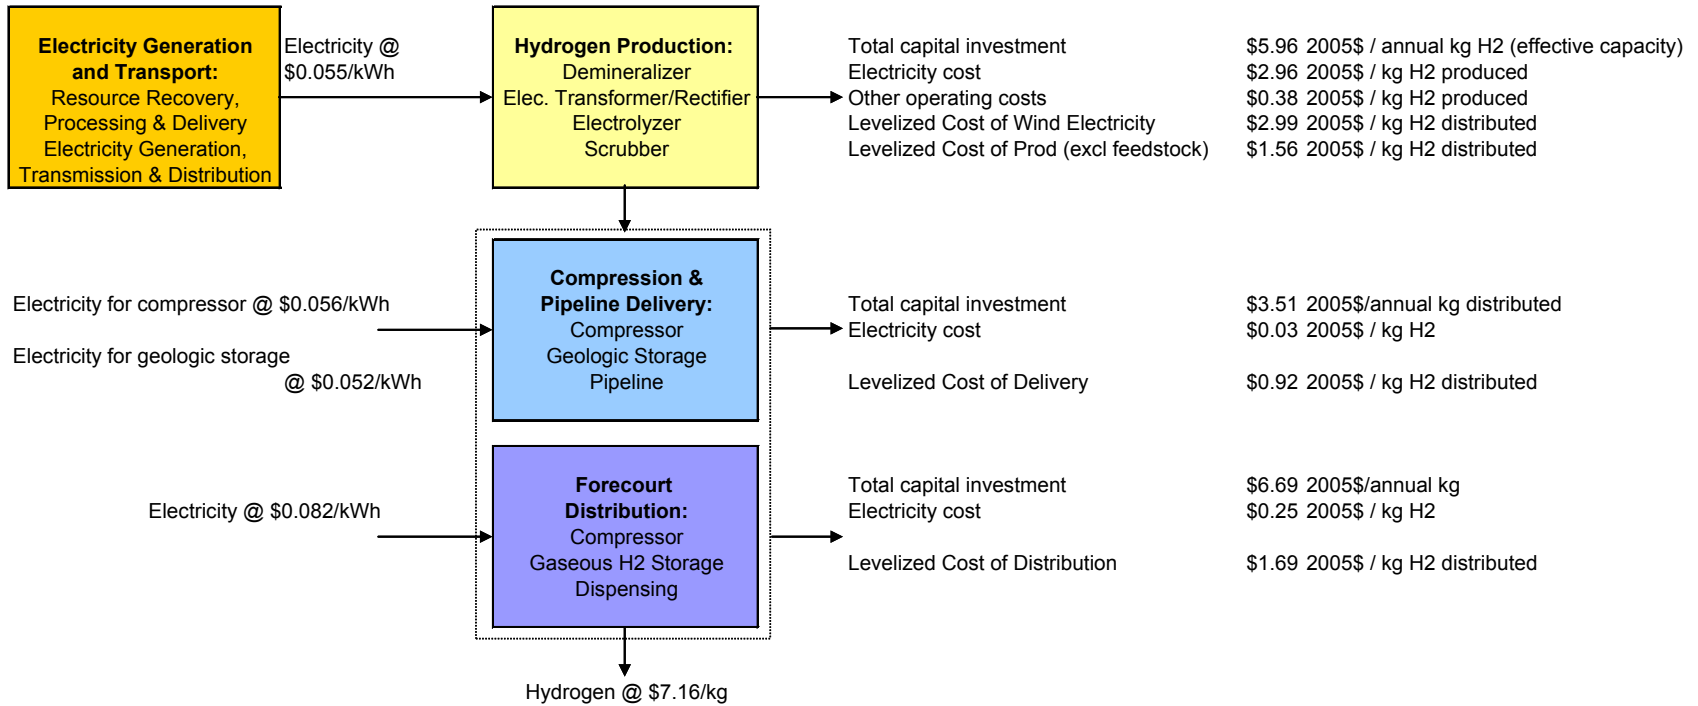 Electricity Generation
and Transport:
Resource Recovery,
Processing & Delivery
Electricity Generation,
Transmission & Distribution
Electricity @
$0.055/kWh
Hydrogen Production:
Demineralizer
Elec. Transformer/Rectifier
Electrolyzer
Scrubber
Total capital investment $5.96 2005$ / annual kg H2 (effective capacity)
Electricity cost $2.96 2005$ / kg H2 produced
Other operating costs $0.38 2005$ / kg H2 produced
Levelized Cost of Wind Electricity $2.99 2005$ / kg H2 distributed
Levelized Cost of Prod (excl feedstock) $1.56 2005$ / kg H2 distributed
Electricity for compressor @ $0.056/kWh
Electricity for geologic storage
@ $0.052/kWh
Compression &
Pipeline Delivery:
Compressor
Geologic Storage
Pipeline
Total capital investment $3.51 2005$/annual kg distributed
Electricity cost $0.03 2005$ / kg H2
Levelized Cost of Delivery $0.92 2005$ / kg H2 distributed
Electricity @ $0.082/kWh
Forecourt
Distribution:
Compressor
Gaseous H2 Storage
Dispensing
Total capital investment $6.69 2005$/annual kg
Electricity cost $0.25 2005$ / kg H2
Levelized Cost of Distribution $1.69 2005$ / kg H2 distributed
Hydrogen @ $7.16/kg